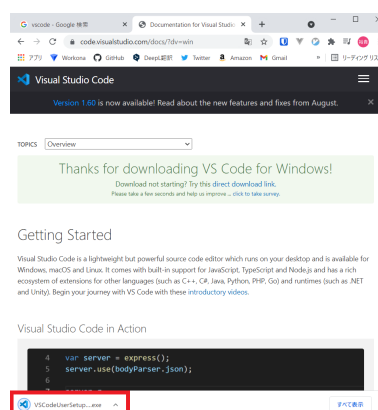 vscode - Google 検索
Documentation for Visual Studio
code.visualstudio.com/docs/?dv=win
アプリ
Workona
GitHub
DeepL翻訳
Twitter
Amazon
Gmail
»
リーディング リス
Visual Studio Code
Version 1.60 is now available! Read about the new features and fixes from August.
TOPICS Overview
Thanks for downloading VS Code for Windows!
Download not starting? Try this direct download link.
Please take a few seconds and help us improve ... click to take survey.
Getting Started
Visual Studio Code is a lightweight but powerful source code editor which runs on your desktop and is available for
Windows, macOS and Linux. It comes with built-in support for JavaScript, TypeScript and Node.js and has a rich
ecosystem of extensions for other languages (such as C++, C#, Java, Python, PHP, Go) and runtimes (such as .NET
and Unity). Begin your journey with VS Code with these introductory videos.
Visual Studio Code in Action
4 var server = express();
5 server.use(bodyParser.json);
6
VSCodeUserSetup....exe
すべて表示